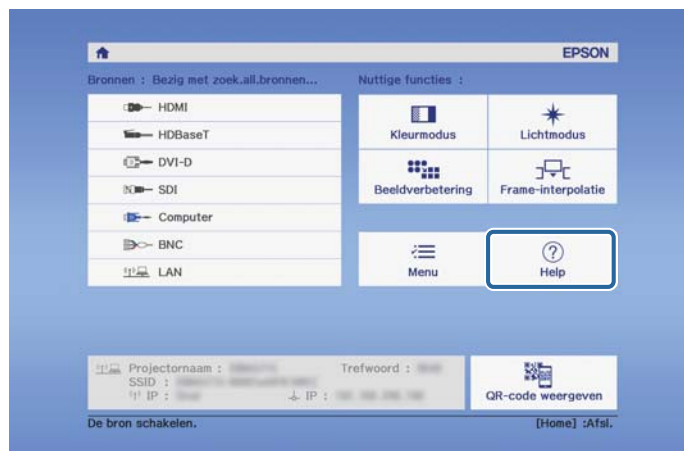 EPSON
Bronnen : Bezig met zoek.all.bronnen...
HDMI
HDBaseT
DVI-D
SDI
Computer
BNC
LAN
Nuttige functies :
Kleurmodus
Lichtmodus
Beeldverbetering
Frame-interpolatie
Menu
Help
Projectornaam :
Trefwoord :
SSID :
IP :
IP :
QR-code weergeven
De bron schakelen.
[Home] :Afsl.